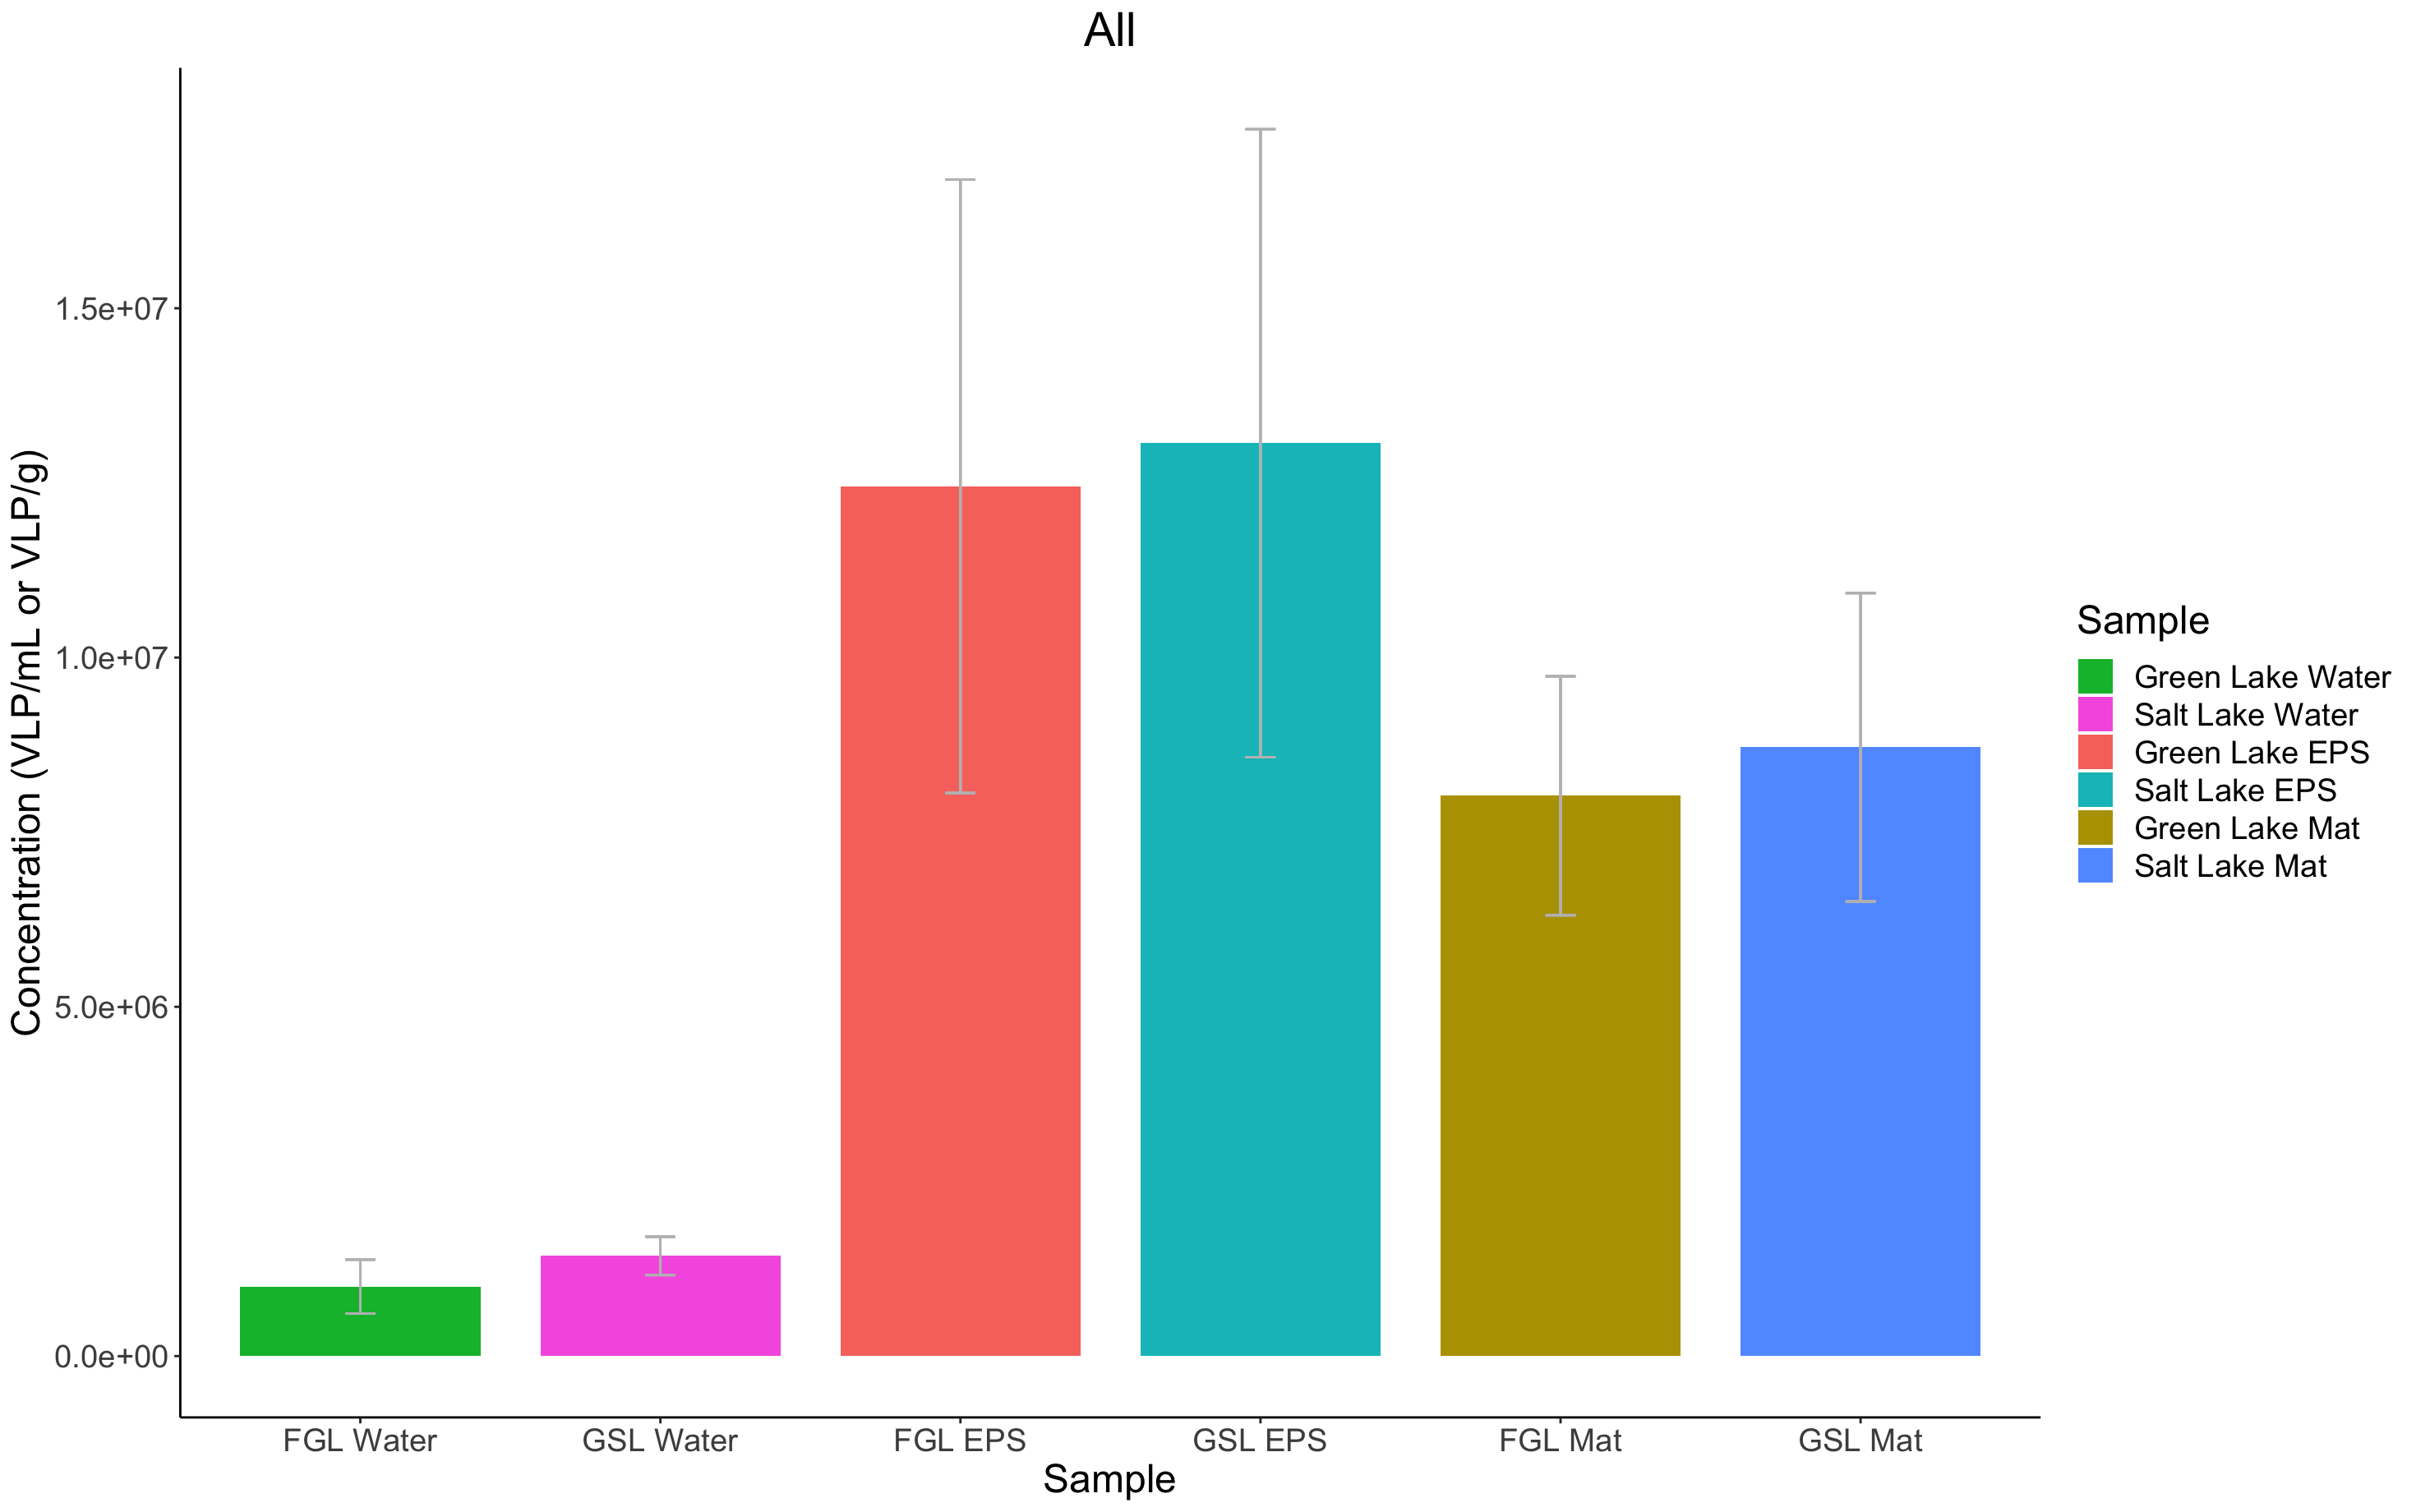 All
Concentration (VLP/mL or VLP/g)
1.5e+07
1.0e+07
5.0e+06
0.0e+00
FGL Water
GSL Water
FGL EPS
GSL EPS
FGL Mat
GSL Mat
Sample
Sample
Green Lake Water
Salt Lake Water
Green Lake EPS
Salt Lake EPS
Green Lake Mat
Salt Lake Mat